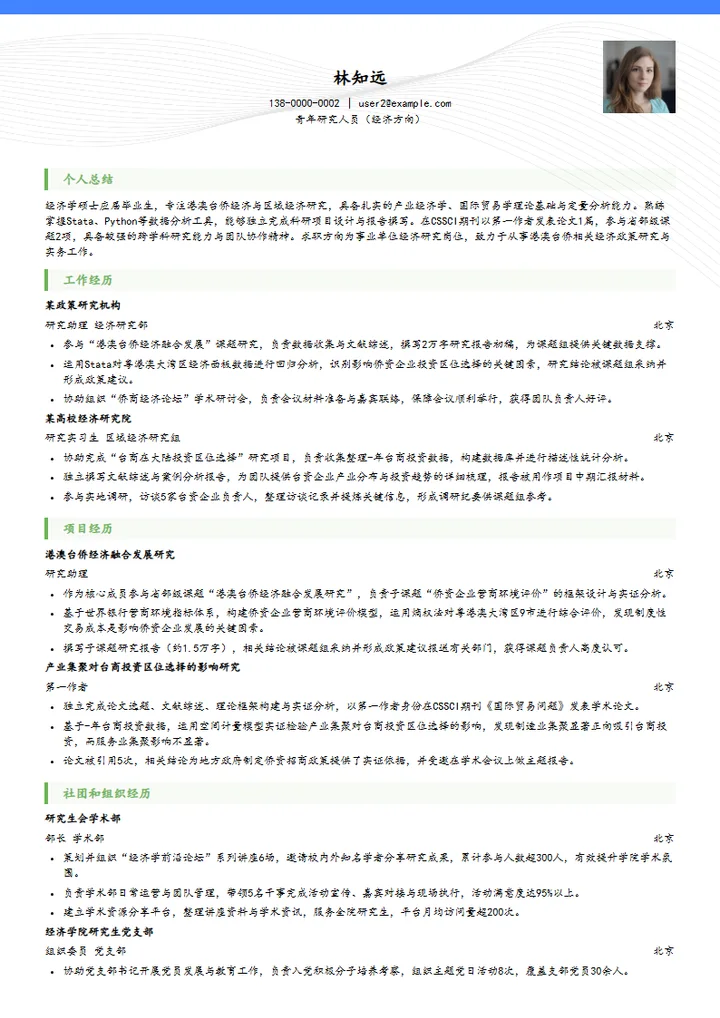 林知远
138-0000-0002 | user2@example.com
青年研究人员（经济方向）
个人总结
经济学硕士应届毕业生，专注港澳台侨经济与区域经济研究，具备扎实的产业经济学、国际贸易学理论基础与定量分析能力。熟练
掌握Stata、Python等数据分析工具，能够独立完成科研项目设计与报告撰写。在CSSCI期刊以第一作者发表论文1篇，参与省部级课
题2项，具备较强的跨学科研究能力与团队协作精神。求职方向为事业单位经济研究岗位，致力于从事港澳台侨相关经济政策研究与
实务工作。
工作经历
某政策研究机构
研究助理 经济研究部 北京
• 参与“港澳台侨经济融合发展”课题研究，负责数据收集与文献综述，撰写2万字研究报告初稿，为课题组提供关键数据支撑。
• 运用Stata对粤港澳大湾区经济面板数据进行回归分析，识别影响侨资企业投资区位选择的关键因素，研究结论被课题组采纳并
形成政策建议。
• 协助组织“侨商经济论坛”学术研讨会，负责会议材料准备与嘉宾联络，保障会议顺利举行，获得团队负责人好评。
某高校经济研究院
研究实习生 区域经济研究组 北京
• 协助完成“台商在大陆投资区位选择”研究项目，负责收集整理-年台商投资数据，构建数据库并进行描述性统计分析。
• 独立撰写文献综述与案例分析报告，为团队提供台资企业产业分布与投资趋势的详细梳理，报告被用作项目中期汇报材料。
• 参与实地调研，访谈5家台资企业负责人，整理访谈记录并提炼关键信息，形成调研纪要供课题组参考。
项目经历
港澳台侨经济融合发展研究
研究助理 北京
• 作为核心成员参与省部级课题“港澳台侨经济融合发展研究”，负责子课题“侨资企业营商环境评价”的框架设计与实证分析。
• 基于世界银行营商环境指标体系，构建侨资企业营商环境评价模型，运用熵权法对粤港澳大湾区9市进行综合评价，发现制度性
交易成本是影响侨资企业发展的关键因素。
• 撰写子课题研究报告（约1.5万字），相关结论被课题组采纳并形成政策建议报送有关部门，获得课题负责人高度认可。
产业集聚对台商投资区位选择的影响研究
第一作者 北京
• 独立完成论文选题、文献综述、理论框架构建与实证分析，以第一作者身份在CSSCI期刊《国际贸易问题》发表学术论文。
• 基于-年台商投资数据，运用空间计量模型实证检验产业集聚对台商投资区位选择的影响，发现制造业集聚显著正向吸引台商投
资，而服务业集聚影响不显著。
• 论文被引用5次，相关结论为地方政府制定侨资招商政策提供了实证依据，并受邀在学术会议上做主题报告。
社团和组织经历
研究生会学术部
部长 学术部 北京
• 策划并组织“经济学前沿论坛”系列讲座6场，邀请校内外知名学者分享研究成果，累计参与人数超300人，有效提升学院学术氛
围。
• 负责学术部日常运营与团队管理，带领5名干事完成活动宣传、嘉宾对接与现场执行，活动满意度达95%以上。
• 建立学术资源分享平台，整理讲座资料与学术资讯，服务全院研究生，平台月均访问量超200次。
经济学院研究生党支部
组织委员 党支部 北京
• 协助党支部书记开展党员发展与教育工作，负责入党积极分子培养考察，组织主题党日活动8次，覆盖支部党员30余人。